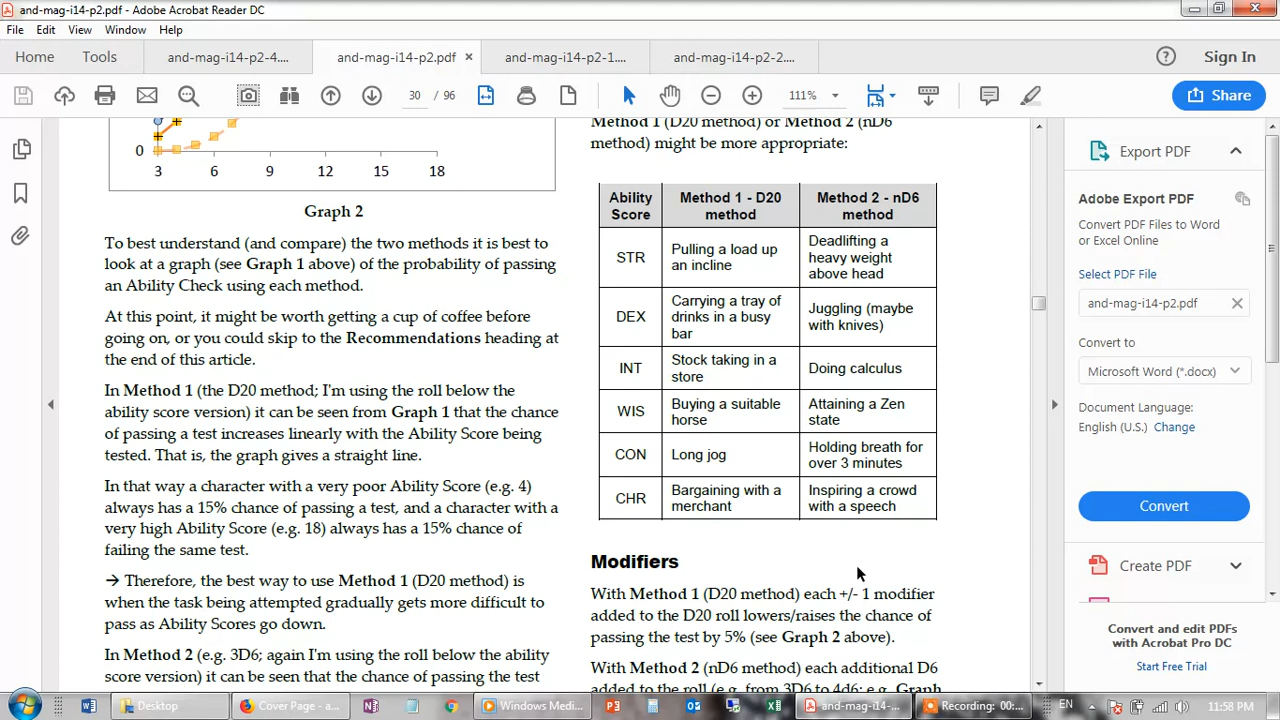 and-mag-i14-p2.pdf - Adobe Acrobat Reader DC
File Edit View Window Help
Home Tools and-mag-i14-p2-4.... and-mag-i14-p2.pdf × and-mag-i14-p2-1.... and-mag-i14-p2-2.... Sign In
30 / 96 111% Share
0
3 6 9 12 15 18
Graph 2
To best understand (and compare) the two methods it is best to
look at a graph (see Graph 1 above) of the probability of passing
an Ability Check using each method.
At this point, it might be worth getting a cup of coffee before
going on, or you could skip to the Recommendations heading at
the end of this article.
In Method 1 (the D20 method; I'm using the roll below the
ability score version) it can be seen from Graph 1 that the chance
of passing a test increases linearly with the Ability Score being
tested. That is, the graph gives a straight line.
In that way a character with a very poor Ability Score (e.g. 4)
always has a 15% chance of passing a test, and a character with a
very high Ability Score (e.g. 18) always has a 15% chance of
failing the same test.
→ Therefore, the best way to use Method 1 (D20 method) is
when the task being attempted gradually gets more difficult to
pass as Ability Scores go down.
In Method 2 (e.g. 3D6; again I'm using the roll below the ability
score version) it can be seen that the chance of passing the test
Method 1 (D20 method) or Method 2 (nD6
method) might be more appropriate:
Ability Score Method 1 - D20 method Method 2 - nD6 method
STR Pulling a load up an incline Deadlifting a heavy weight above head
DEX Carrying a tray of drinks in a busy bar Juggling (maybe with knives)
INT Stock taking in a store Doing calculus
WIS Buying a suitable horse Attaining a Zen state
CON Long jog Holding breath for over 3 minutes
CHR Bargaining with a merchant Inspiring a crowd with a speech
Modifiers
With Method 1 (D20 method) each +/- 1 modifier
added to the D20 roll lowers/raises the chance of
passing the test by 5% (see Graph 2 above).
With Method 2 (nD6 method) each additional D6
added to the roll (e.g. from 3D6 to 4d6; e.g. Graph
Export PDF
Adobe Export PDF
Convert PDF Files to Word
or Excel Online
Select PDF File
and-mag-i14-p2.pdf
Convert to
Microsoft Word (*.docx)
Document Language:
English (U.S.) Change
Convert
Create PDF
Convert and edit PDFs
with Acrobat Pro DC
Start Free Trial
Desktop Cover Page - a... Windows Medi... and-mag-i14-... Recording: 00:... EN 11:58 PM